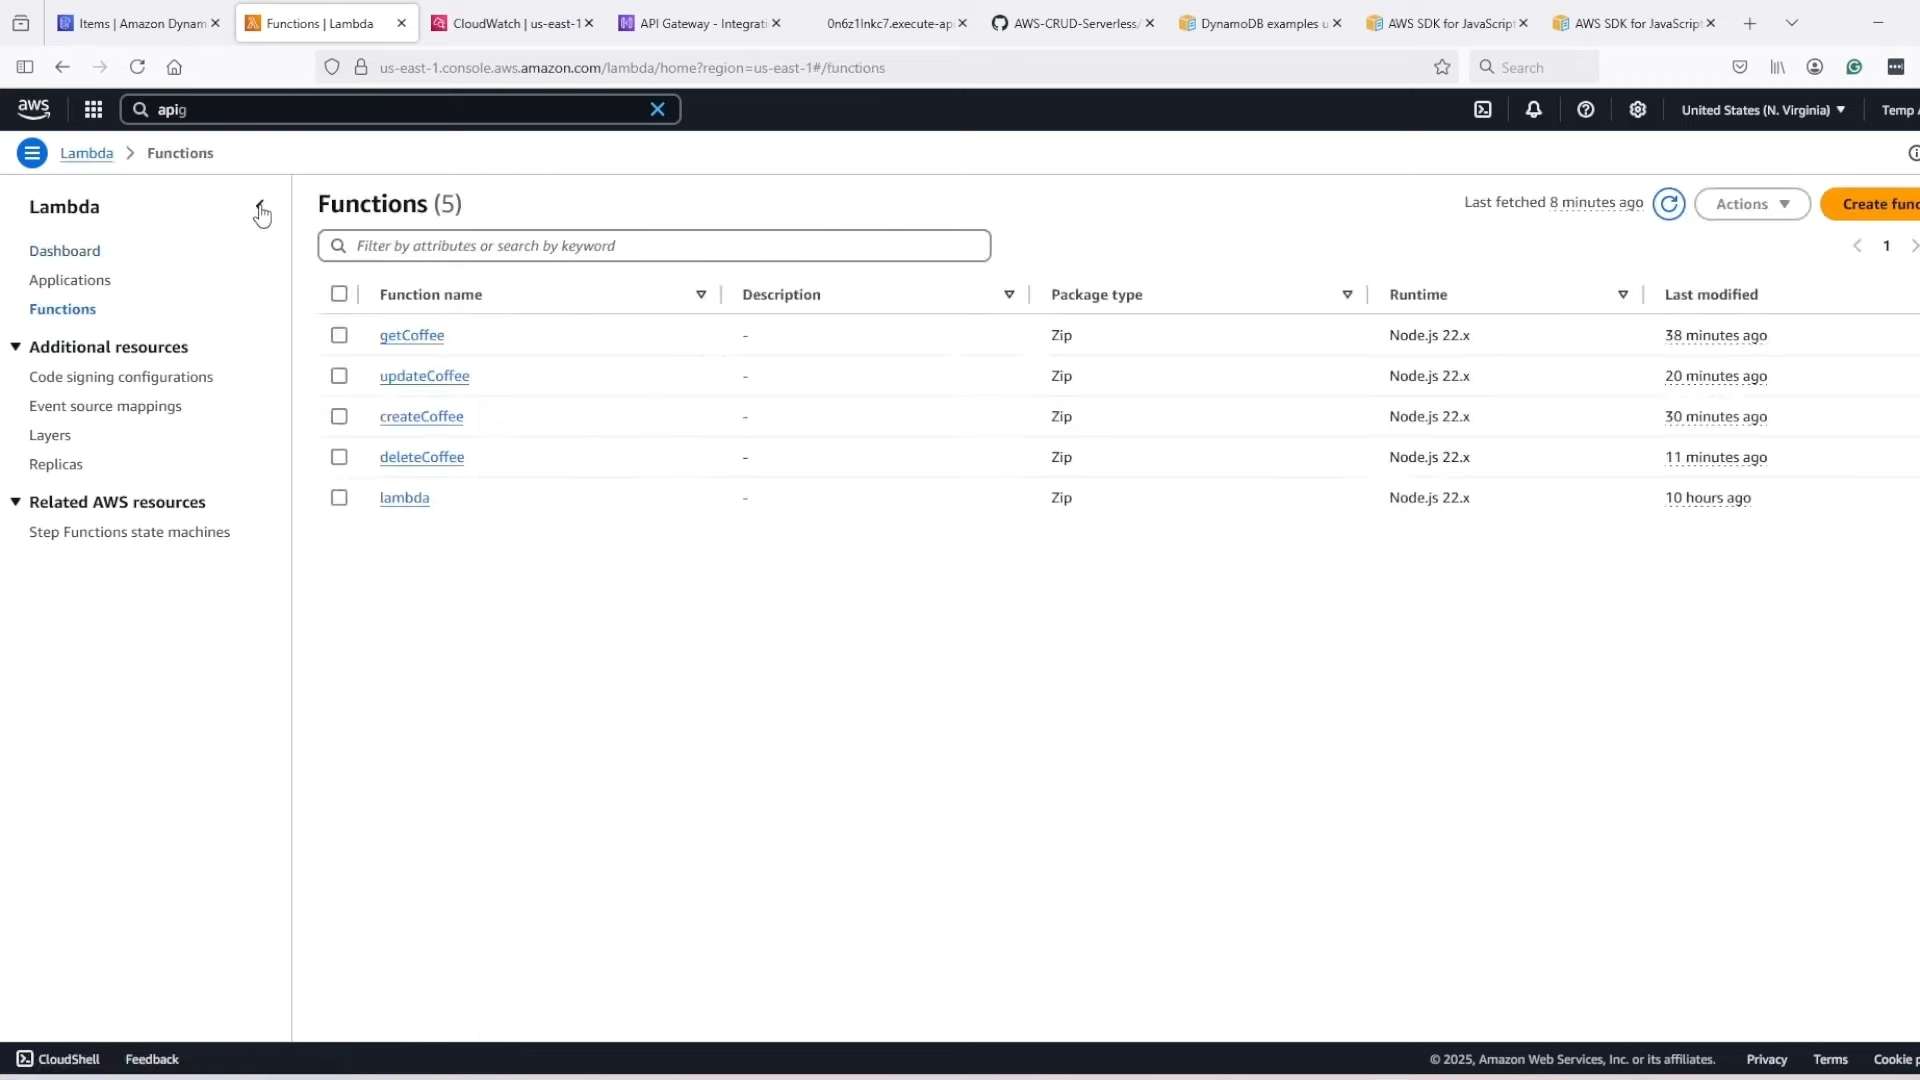 Items | Amazon Dynam
Functions | Lambda
CloudWatch | us-east-1
API Gateway - Integrati
0n6z1lnkc7.execute-ap
AWS-CRUD-Serverless/
DynamoDB examples u
AWS SDK for JavaScript
AWS SDK for JavaScript
us-east-1.console.aws.amazon.com/lambda/home?region=us-east-1#/functions
Search
aws
apig
United States (N. Virginia)
Temp
Lambda > Functions
Lambda
Dashboard
Applications
Functions
Additional resources
Code signing configurations
Event source mappings
Layers
Replicas
Related AWS resources
Step Functions state machines
Functions (5)
Last fetched 8 minutes ago
Actions
Create func
Filter by attributes or search by keyword
1
Function name Description Package type Runtime Last modified
getCoffee - Zip Node.js 22.x 38 minutes ago
updateCoffee - Zip Node.js 22.x 20 minutes ago
createCoffee - Zip Node.js 22.x 30 minutes ago
deleteCoffee - Zip Node.js 22.x 11 minutes ago
lambda - Zip Node.js 22.x 10 hours ago
CloudShell Feedback
© 2025, Amazon Web Services, Inc. or its affiliates. Privacy Terms Cookie p